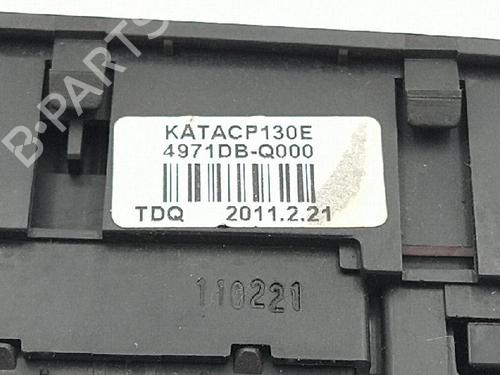 B-PARTS
KATACP130E
4971DB-Q000
TDQ 2011.2.21
110221